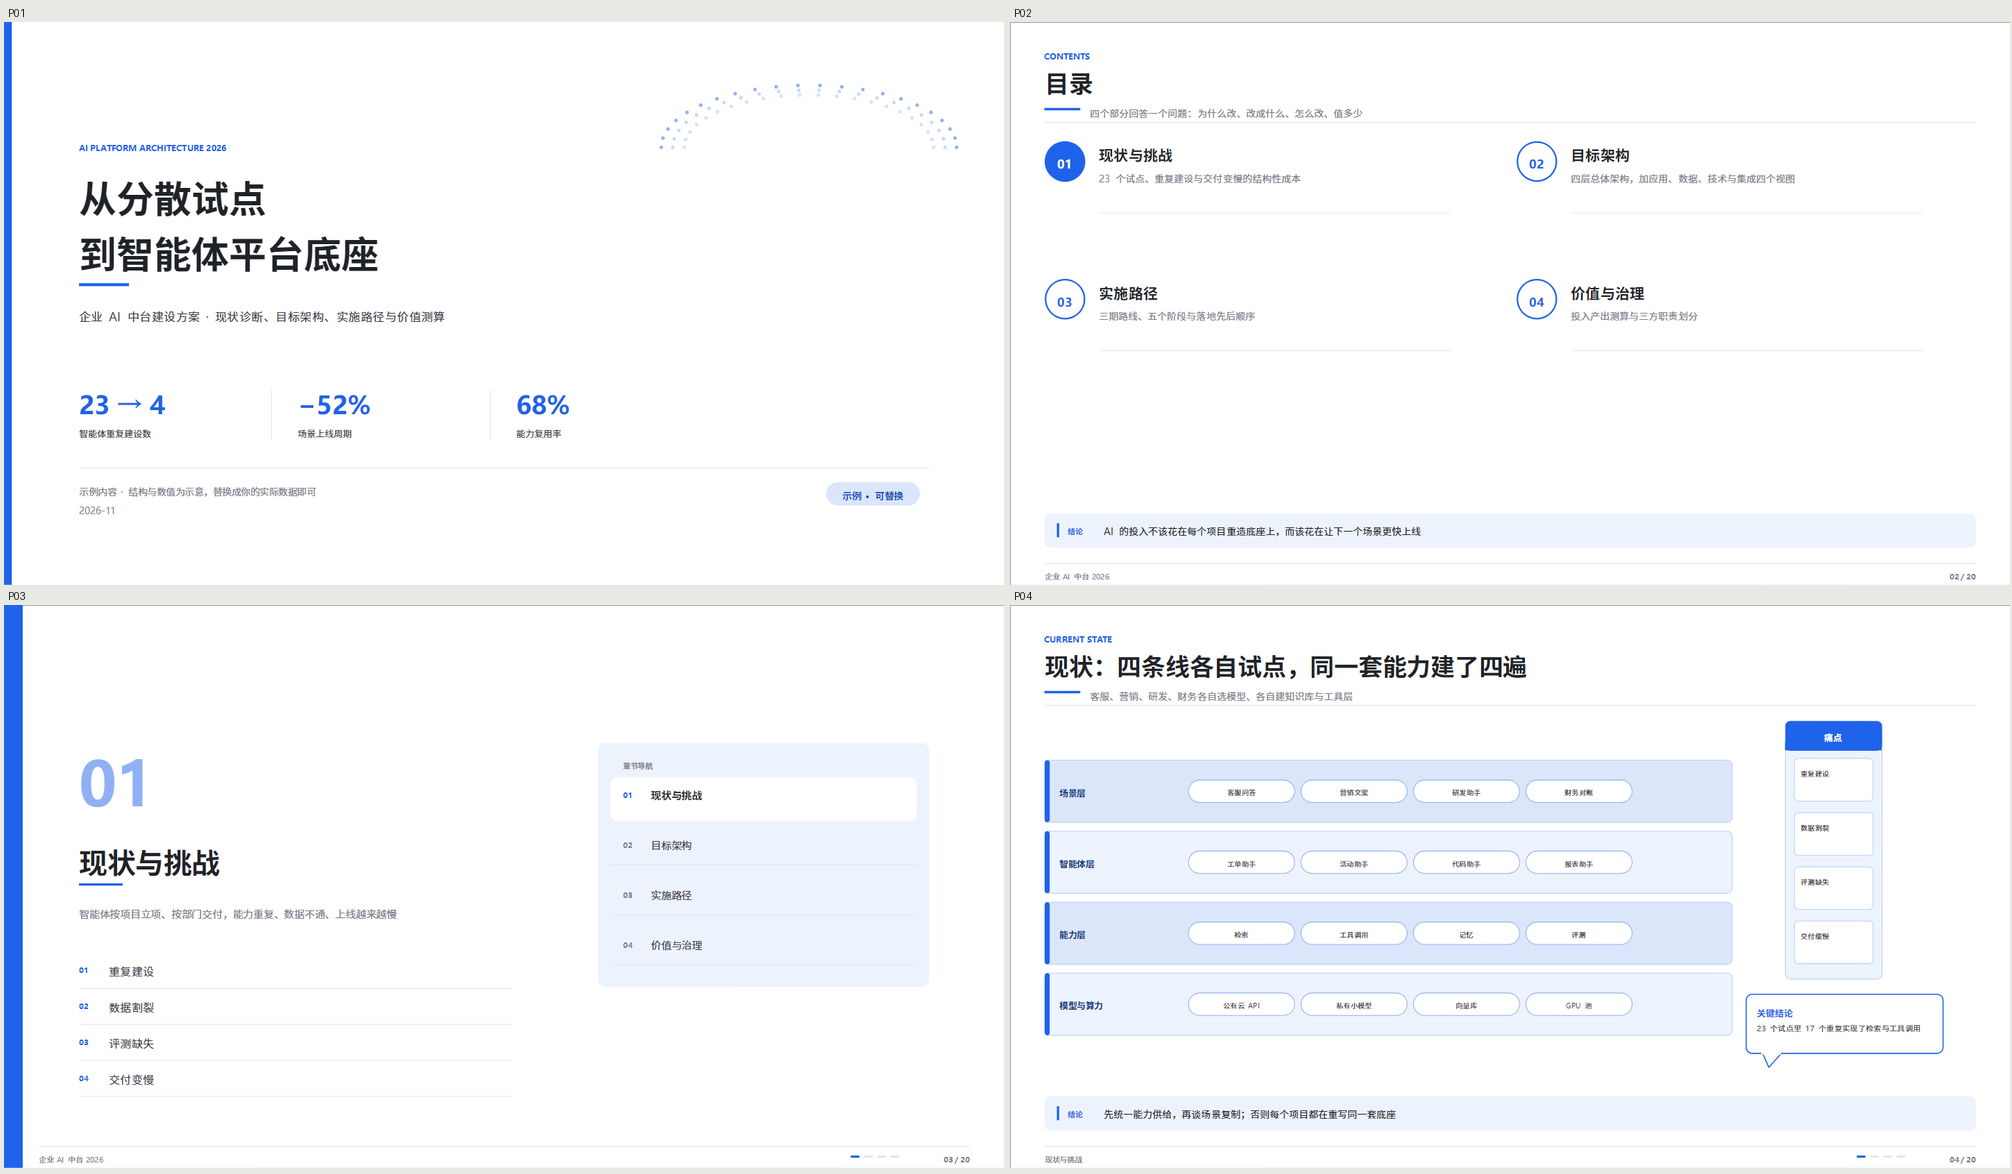 P01
AI PLATFORM ARCHITECTURE 2026
从分散试点
到智能体平台底座
企业 AI 中台建设方案 · 现状诊断、目标架构、实施路径与价值测算
23 → 4
智能体重复建设数
−52%
场景上线周期
68%
能力复用率
示例内容 · 结构与数值为示意，替换成你的实际数据即可
2026-11
示例 • 可替换
P02
CONTENTS
目录
四个部分回答一个问题：为什么改、改成什么、怎么改、值多少
01
现状与挑战
23 个试点、重复建设与交付变慢的结构性成本
02
目标架构
四层总体架构，加应用、数据、技术与集成四个视图
03
实施路径
三期路线、五个阶段与落地先后顺序
04
价值与治理
投入产出测算与三方职责划分
结论
AI 的投入不该花在每个项目重造底座上，而该花在让下一个场景更快上线
企业 AI 中台 2026
02 / 20
P03
01
现状与挑战
智能体按项目立项、按部门交付，能力重复、数据不通、上线越来越慢
01 重复建设
02 数据割裂
03 评测缺失
04 交付变慢
章节导航
01 现状与挑战
02 目标架构
03 实施路径
04 价值与治理
企业 AI 中台 2026
03 / 20
P04
CURRENT STATE
现状：四条线各自试点，同一套能力建了四遍
客服、营销、研发、财务各自选模型、各自建知识库与工具层
场景层
客服问答
营销文案
研发助手
财务对账
智能体层
工单助手
活动助手
代码助手
报表助手
能力层
检索
工具调用
记忆
评测
模型与算力
公有云 API
私有小模型
向量库
GPU 池
痛点
重复建设
数据割裂
评测缺失
交付缓慢
关键结论
23 个试点里 17 个重复实现了检索与工具调用
结论
先统一能力供给，再谈场景复制；否则每个项目都在重写同一套底座
现状与挑战
04 / 20